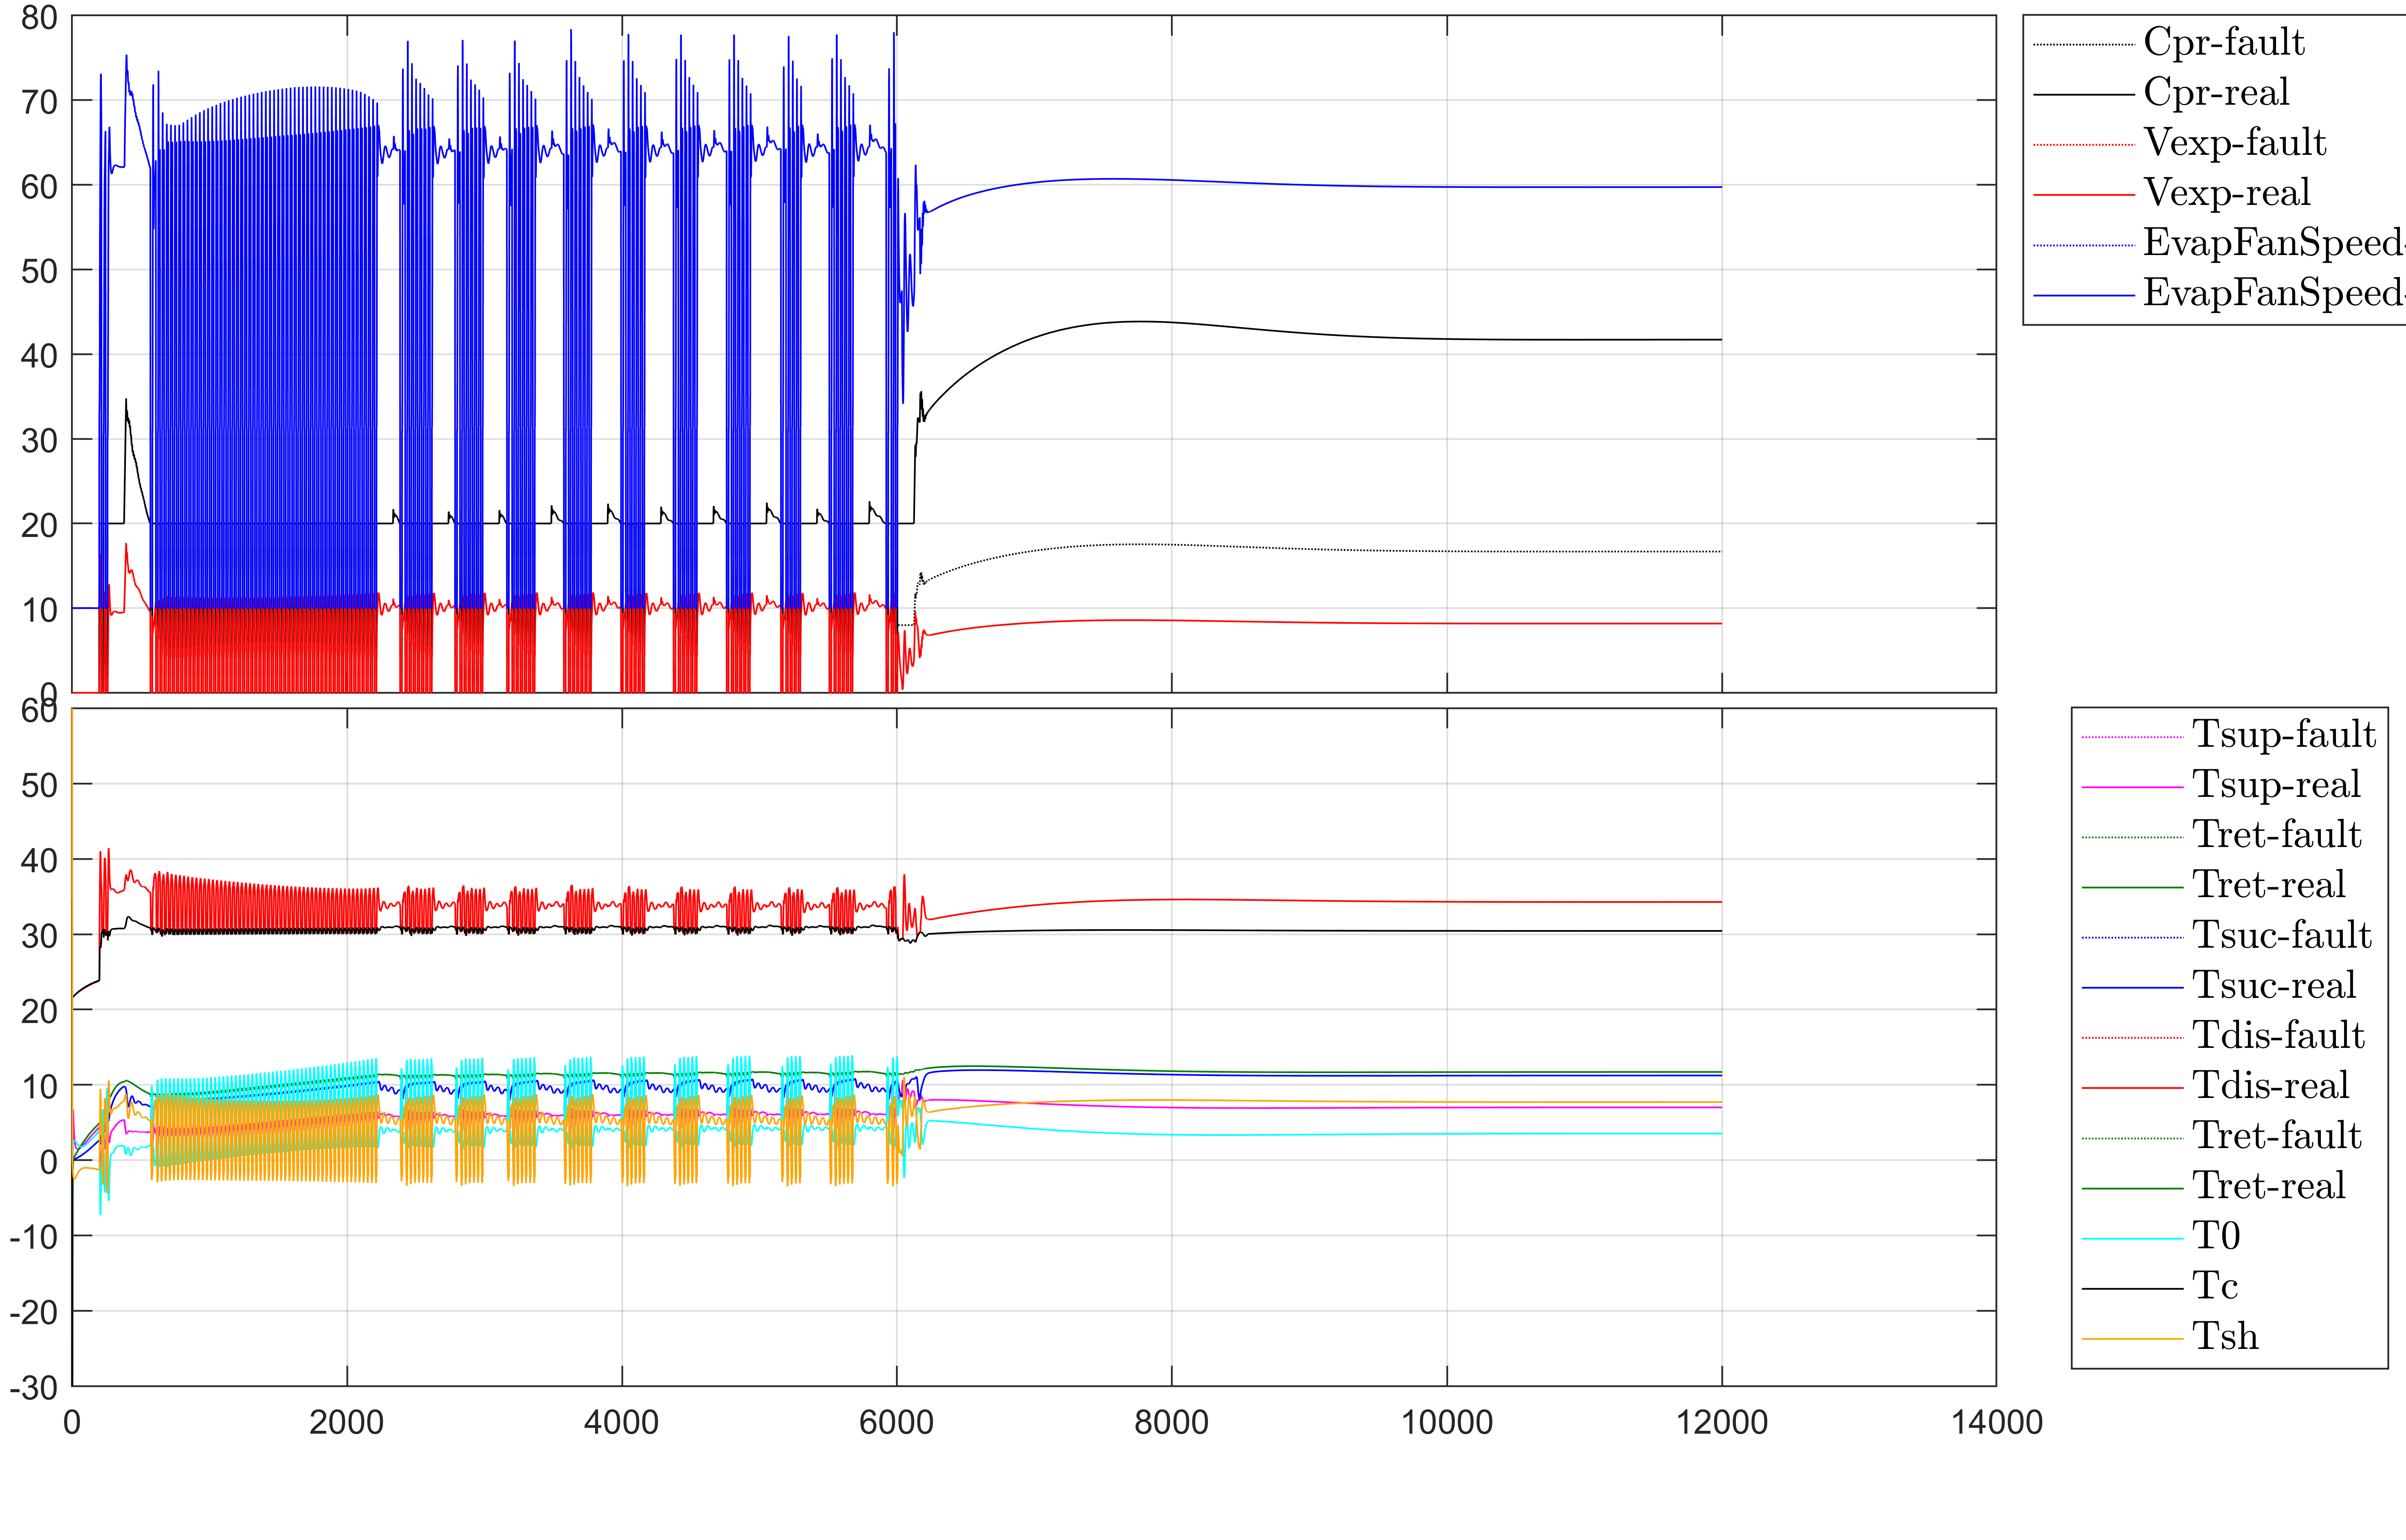 80
70
60
50
40
30
20
10
0
Cpr-fault
Cpr-real
Vexp-fault
Vexp-real
EvapFanSpeed-
EvapFanSpeed-
60
50
40
30
20
10
0
-10
-20
-30
0 2000 4000 6000 8000 10000 12000 14000
Tsup-fault
Tsup-real
Tret-fault
Tret-real
Tsuc-fault
Tsuc-real
Tdis-fault
Tdis-real
Tret-fault
Tret-real
T0
Tc
Tsh